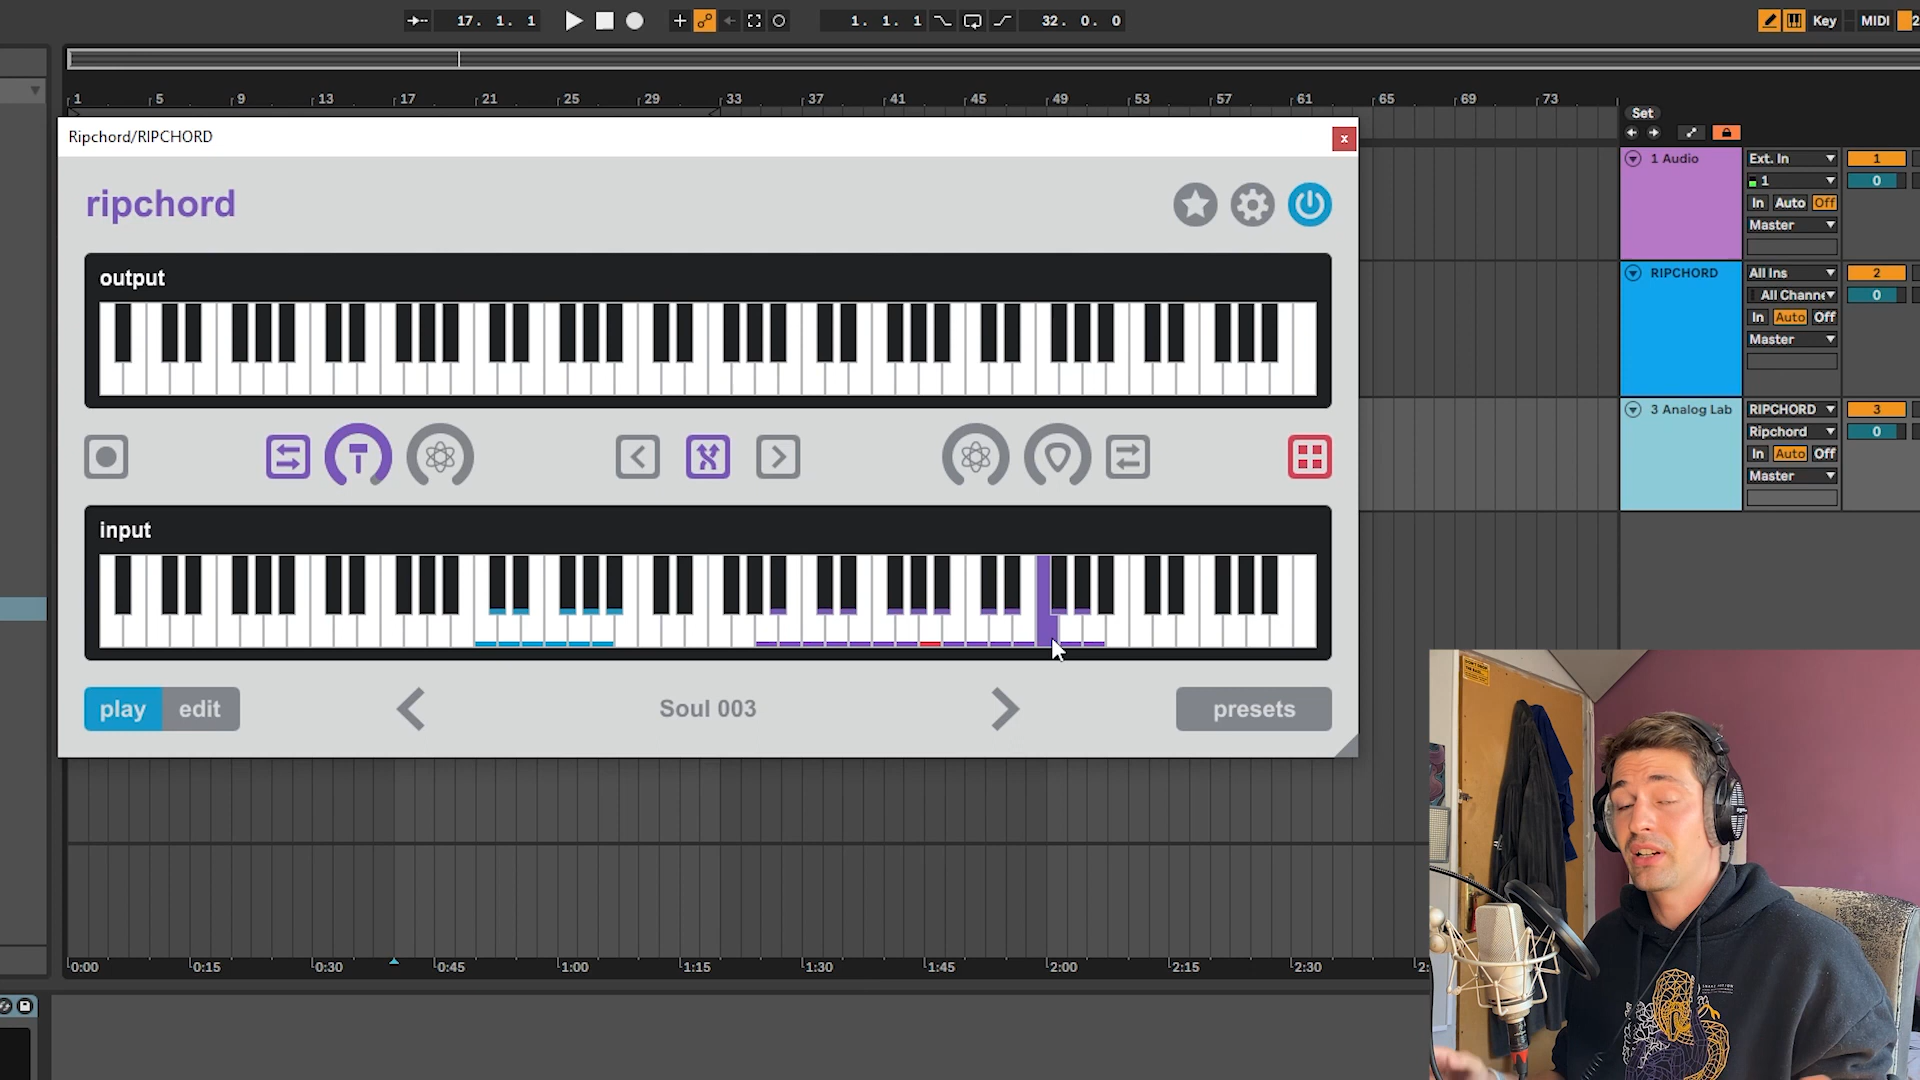 17. 1. 1
1. 1. 1
32. 0. 0
Key
MIDI
1 5 9 13 17 21 25 29 33 37 41 45 49 53 57 61 65 69 73
Set
Ripchord/RIPCHORD
x
ripchord
output
input
play
edit
Soul 003
presets
1 Audio
Ext. In
1
1
0
In Auto Off
Master
RIPCHORD
All Ins
2
All Channe
0
In Auto Off
Master
3 Analog Lab
RIPCHORD
3
Ripchord
0
In Auto Off
Master
0:00 0:15 0:30 0:45 1:00 1:15 1:30 1:45 2:00 2:15 2:30